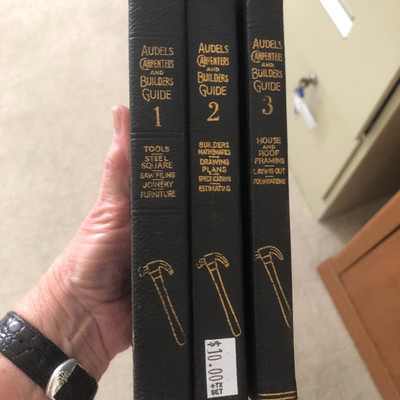 AUDELS
CARPENTERS
AND
BUILDERS
GUIDE
1
TOOLS
STEEL
SQUARE
SAW FILING
JOINERY
FURNITURE
AUDELS
CARPENTERS
AND
BUILDERS
GUIDE
2
BUILDERS
MATHEMATICS
DRAWING
PLANS
SPECIFICATIONS
ESTIMATING
$10.00
+TX
SET
AUDELS
CARPENTERS
AND
BUILDERS
GUIDE
3
HOUSE
AND
ROOF
FRAMING
LAYING OUT
FOUNDATIONS